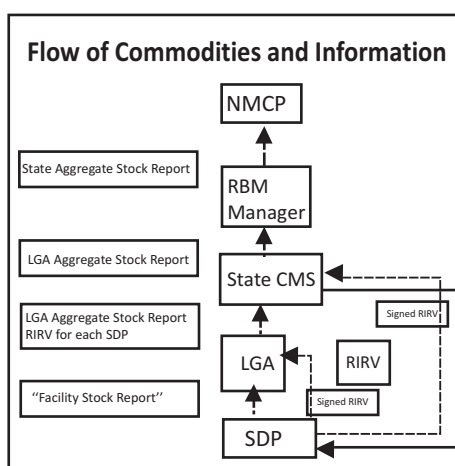 Flow of Commodities and Information
NMCP
State Aggregate Stock Report
RBM
Manager
LGA Aggregate Stock Report
State CMS
Signed RIRV
LGA Aggregate Stock Report
RIRV for each SDP
LGA
RIRV
"Facility Stock Report"
Signed RIRV
SDP